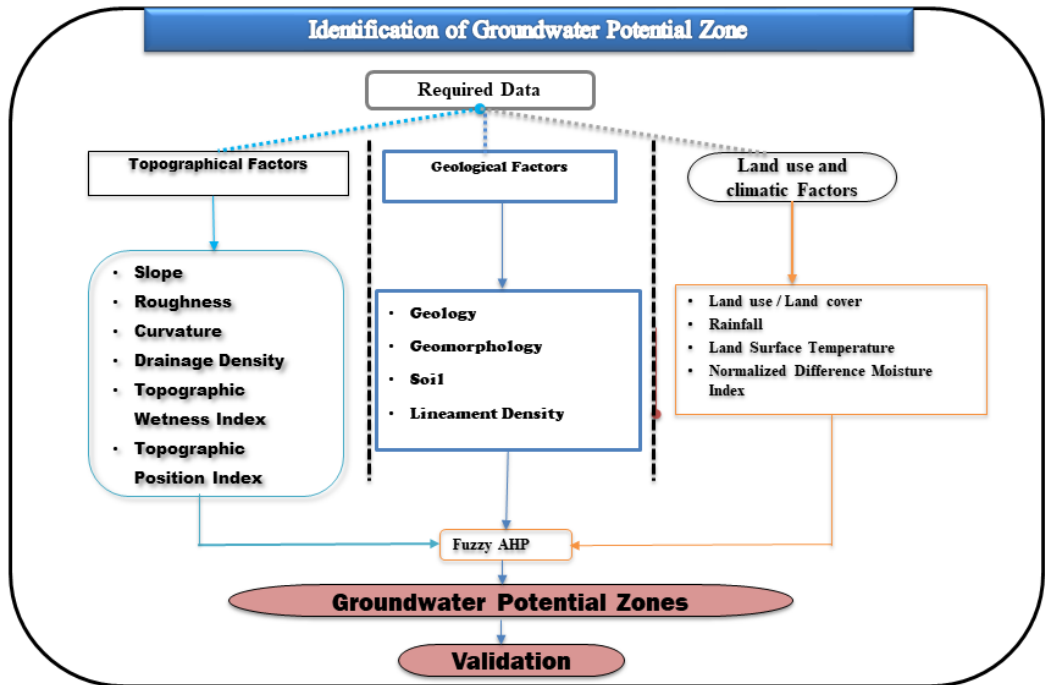 Identification of Groundwater Potential Zone
Required Data
Topographical Factors
· Slope
· Roughness
· Curvature
· Drainage Density
· Topographic
Wetness Index
· Topographic
Position Index
Geological Factors
· Geology
· Geomorphology
· Soil
· Lineament Density
Land use and
climatic Factors
• Land use / Land cover
• Rainfall
• Land Surface Temperature
• Normalized Difference Moisture
Index
Fuzzy AHP
Groundwater Potential Zones
Validation